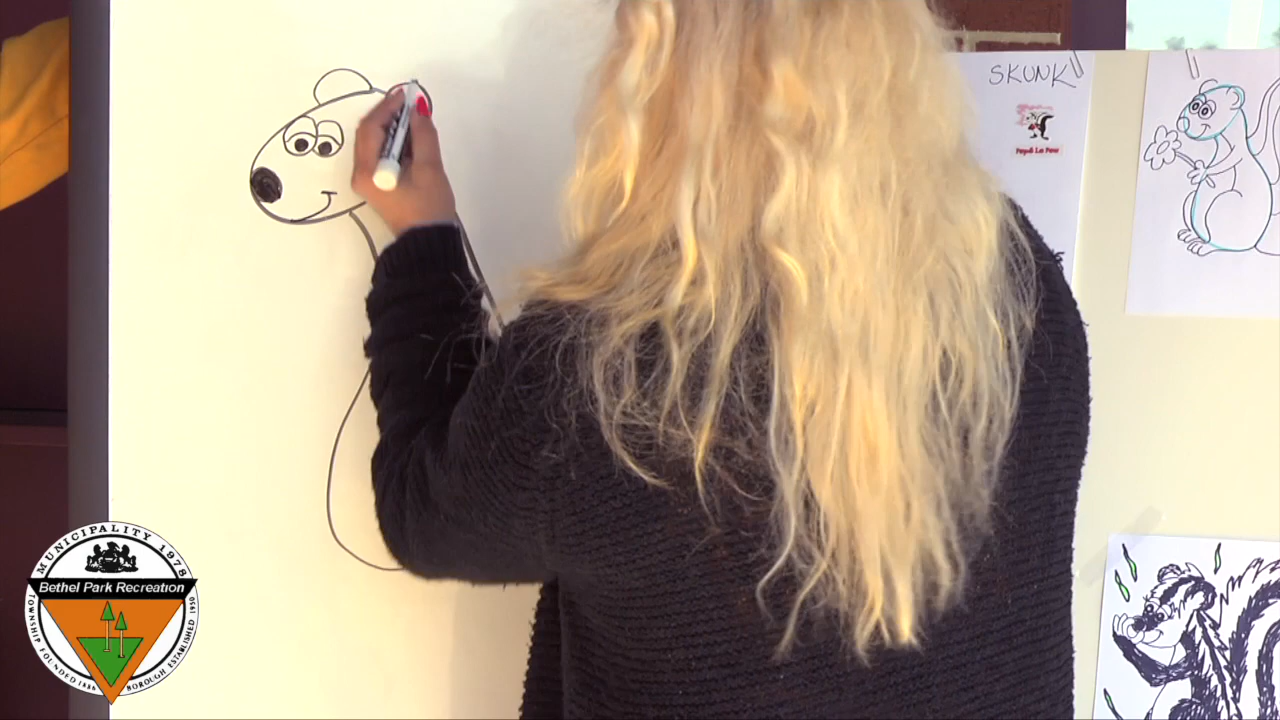 SKUNK
Pepé Le Pew
MUNICIPALITY 1978
Bethel Park Recreation
TOWNSHIP FOUNDED 1886
BOROUGH ESTABLISHED 1950